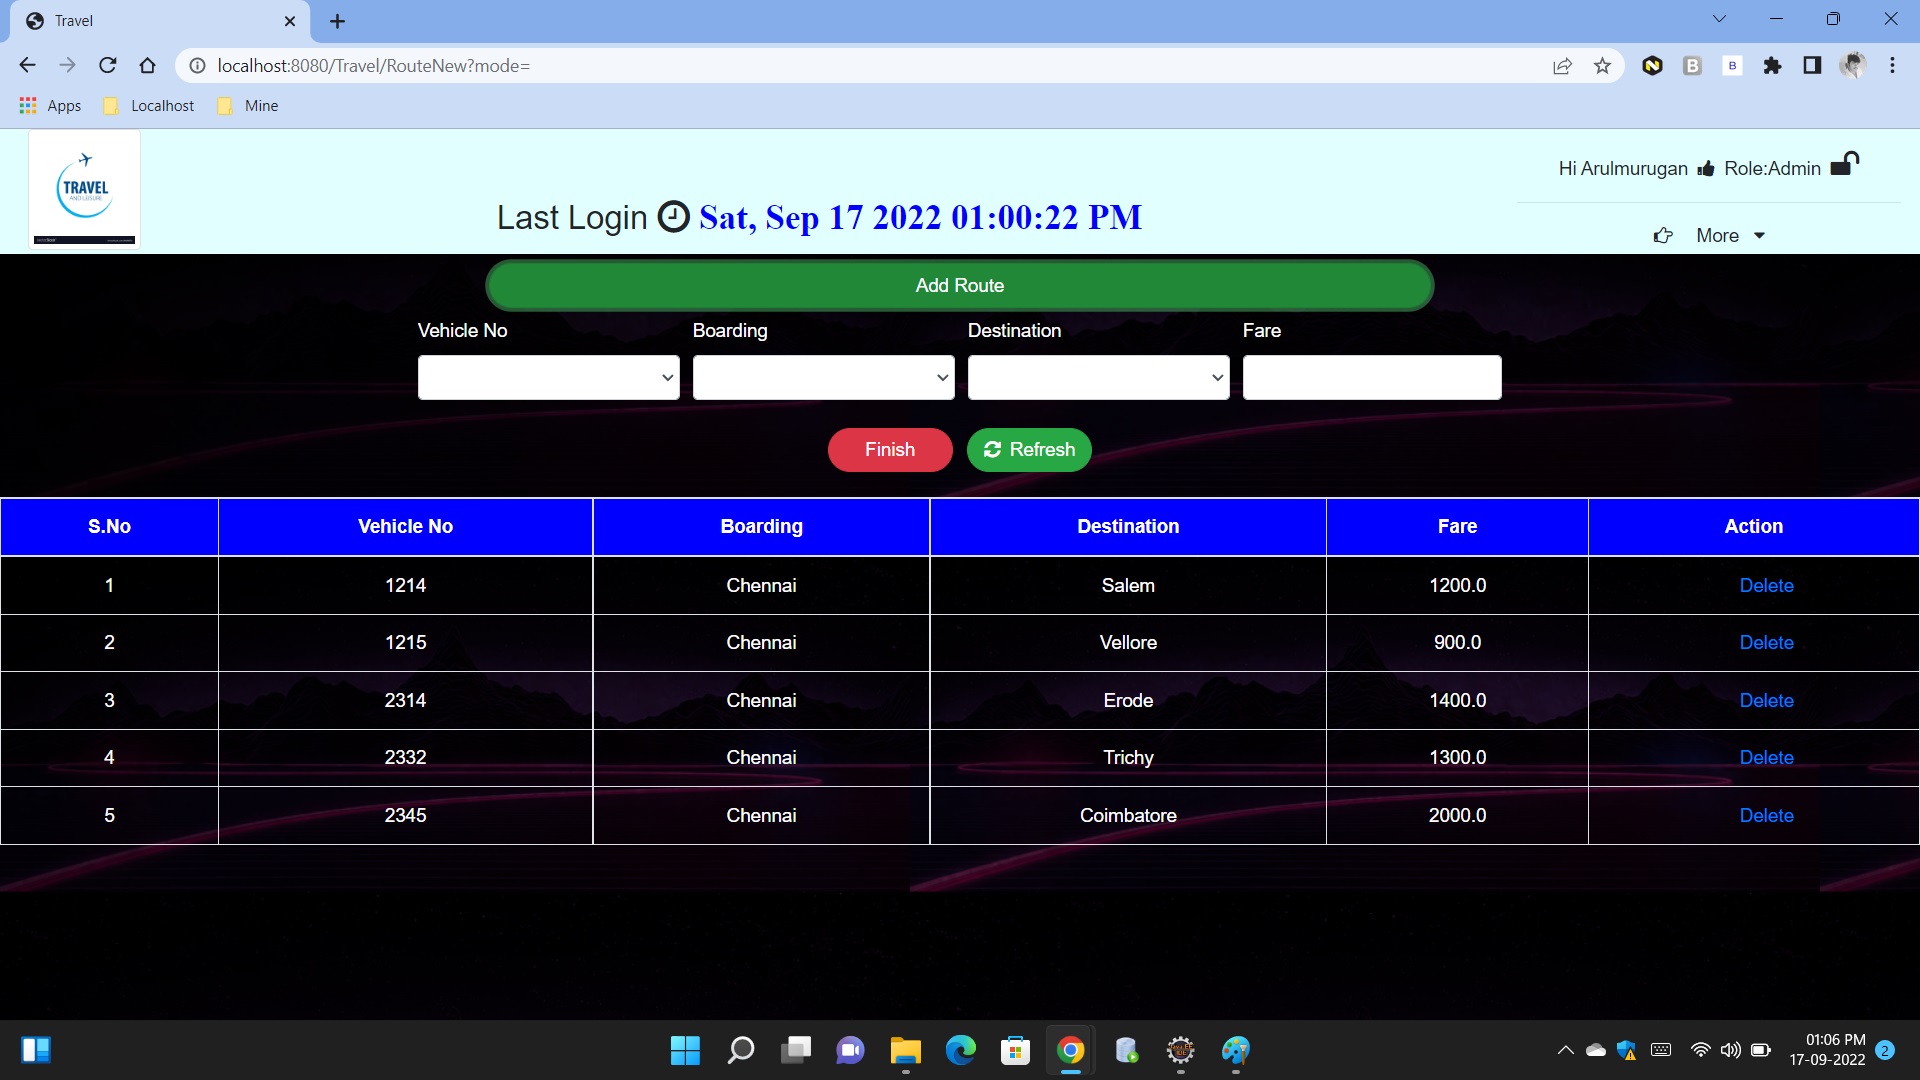 Travel
localhost:8080/Travel/RouteNew?mode=
Apps Localhost Mine
TRAVEL
AND LEISURE
Hi Arulmurugan Role:Admin
Last Login Sat, Sep 17 2022 01:00:22 PM
More
Add Route
Vehicle No Boarding Destination Fare
Finish Refresh
S.No Vehicle No Boarding Destination Fare Action
1 1214 Chennai Salem 1200.0 Delete
2 1215 Chennai Vellore 900.0 Delete
3 2314 Chennai Erode 1400.0 Delete
4 2332 Chennai Trichy 1300.0 Delete
5 2345 Chennai Coimbatore 2000.0 Delete
01:06 PM
17-09-2022 2